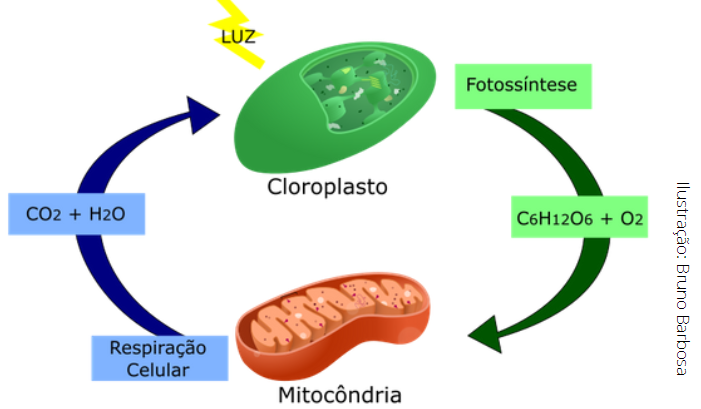 LUZ
Fotossíntese
Cloroplasto
CO2 + H2O
C6H12O6 + O2
Respiração
Celular
Mitocôndria
Ilustração: Bruno Barbosa